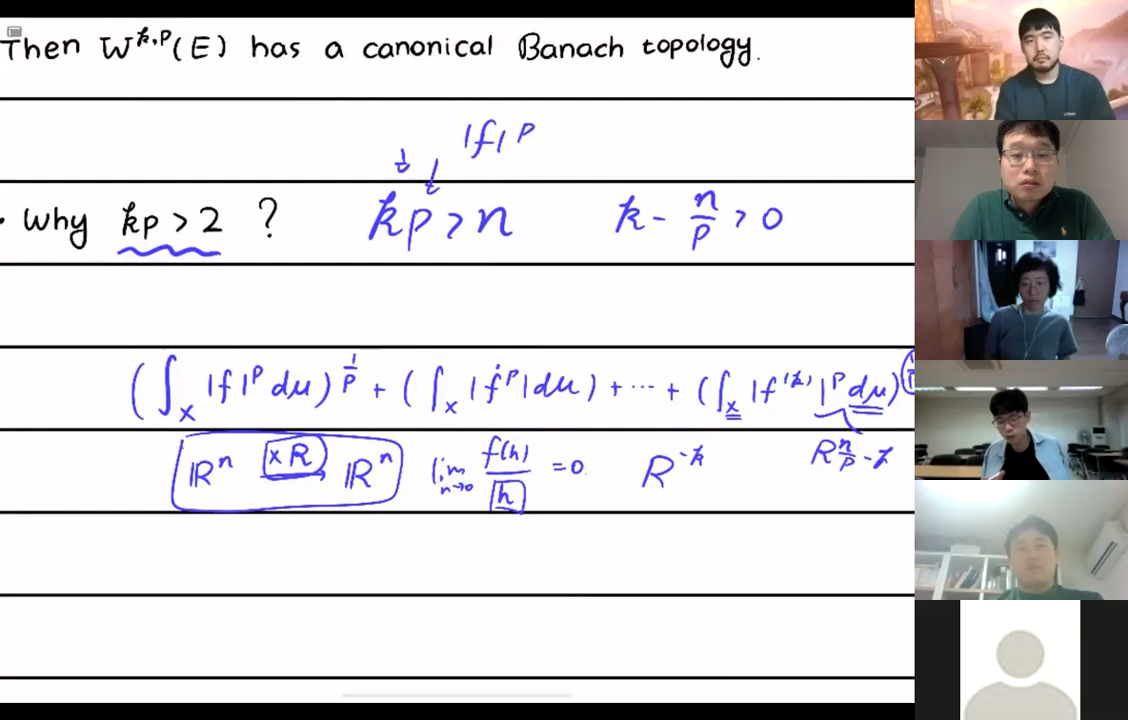 Then W^{k,p}(E) has a canonical Banach topology.
|f|^p
· Why kp > 2 ? kp > n k - n/p > 0
(∫_X |f|^p dμ)^{1/p} + (∫_X |ḟ^p| dμ) + ··· + (∫_X |f^{(k)}|^p dμ)
ℝ^n ×R ℝ^n lim_{n→0} f(h)/h = 0 R^{-k} R^{n/p - k}